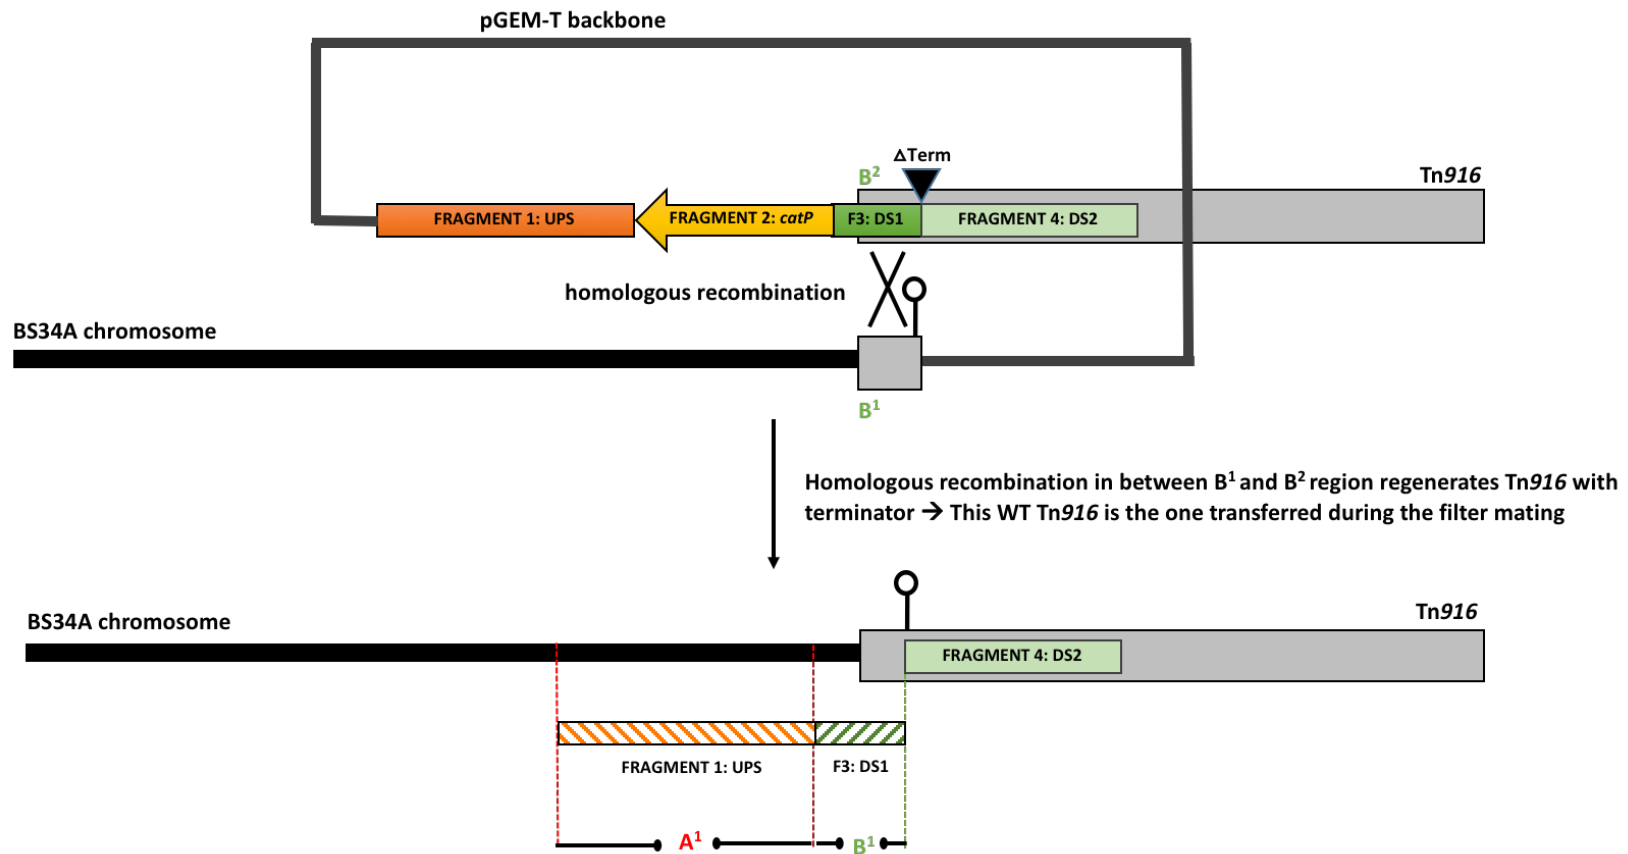 pGEM-T backbone
ΔTerm
B²
Tn916
FRAGMENT 1: UPS
FRAGMENT 2: catP
F3: DS1
FRAGMENT 4: DS2
homologous recombination
BS34A chromosome
B¹
Homologous recombination in between B¹ and B² region regenerates Tn916 with
terminator → This WT Tn916 is the one transferred during the filter mating
BS34A chromosome
Tn916
FRAGMENT 4: DS2
FRAGMENT 1: UPS
F3: DS1
A¹
B¹